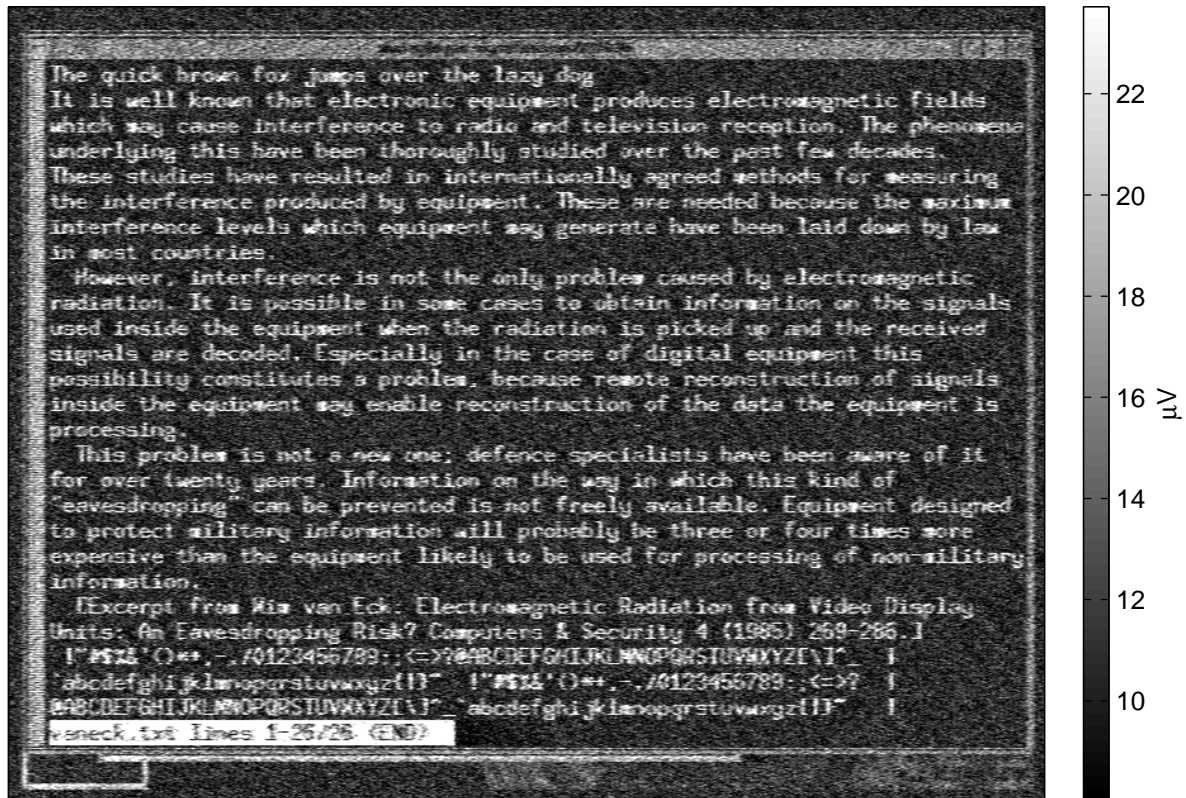 The quick brown fox jumps over the lazy dog
It is well known that electronic equipment produces electromagnetic fields
which may cause interference to radio and television reception. The phenomena
underlying this have been thoroughly studied over the past few decades.
These studies have resulted in internationally agreed methods for measuring
the interference produced by equipment. These are needed because the maximum
interference levels which equipment may generate have been laid down by law
in most countries.
However, interference is not the only problem caused by electromagnetic
radiation. It is possible in some cases to obtain information on the signals
used inside the equipment when the radiation is picked up and the received
signals are decoded. Especially in the case of digital equipment this
possibility constitutes a problem, because remote reconstruction of signals
inside the equipment may enable reconstruction of the data the equipment is
processing.
This problem is not a new one; defence specialists have been aware of it
for over twenty years. Information on the way in which this kind of
"eavesdropping" can be prevented is not freely available. Equipment designed
to protect military information will probably be three or four times more
expensive than the equipment likely to be used for processing of non-military
information.
[Excerpt from Wim van Eck: Electromagnetic Radiation from Video Display
Units: An Eavesdropping Risk? Computers & Security 4 (1985) 269-286.]
!"#$%&'()*+,-./0123456789:;<=>?@ABCDEFGHIJKLMNOPQRSTUVWXYZ[\]^_ |
abcdefghijklmnopqrstuvwxyz{|}~ !"#$%&'()*+,-./0123456789:;<=>? |
@ABCDEFGHIJKLMNOPQRSTUVWXYZ[\]^_ abcdefghijklmnopqrstuvwxyz{|}~ |
vaneck.txt lines 1-26/26 (END)
22
20
18
16
14
12
10
µV